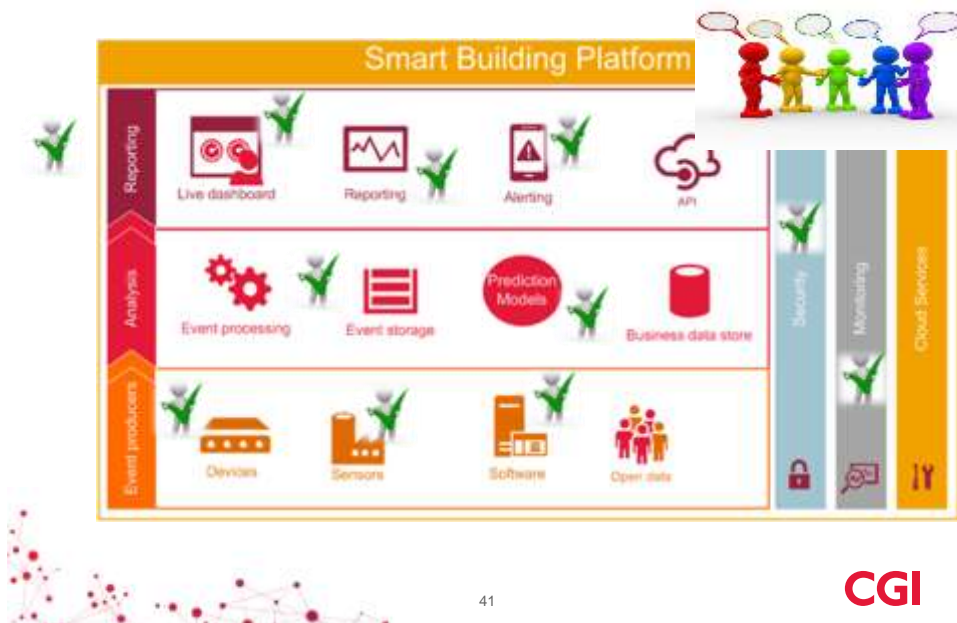 Smart Building Platform
Reporting
Live dashboard
Reporting
Alerting
API
Analysis
Event processing
Event storage
Prediction
Models
Business data store
Event producers
Devices
Sensors
Software
Open data
Security
Monitoring
Cloud Services
41
CGI